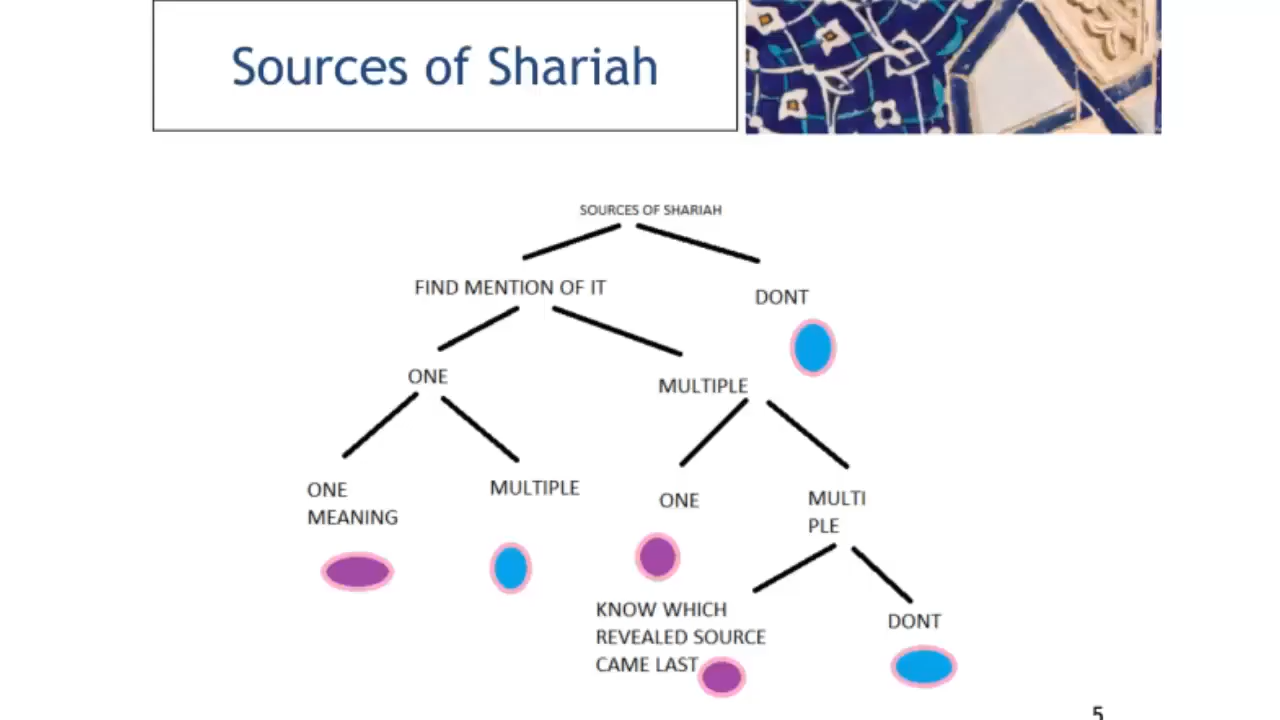 Sources of Shariah
SOURCES OF SHARIAH
FIND MENTION OF IT
DONT
ONE
MULTIPLE
ONE
MEANING
MULTIPLE
ONE
MULTI
PLE
KNOW WHICH
REVEALED SOURCE
CAME LAST
DONT
5